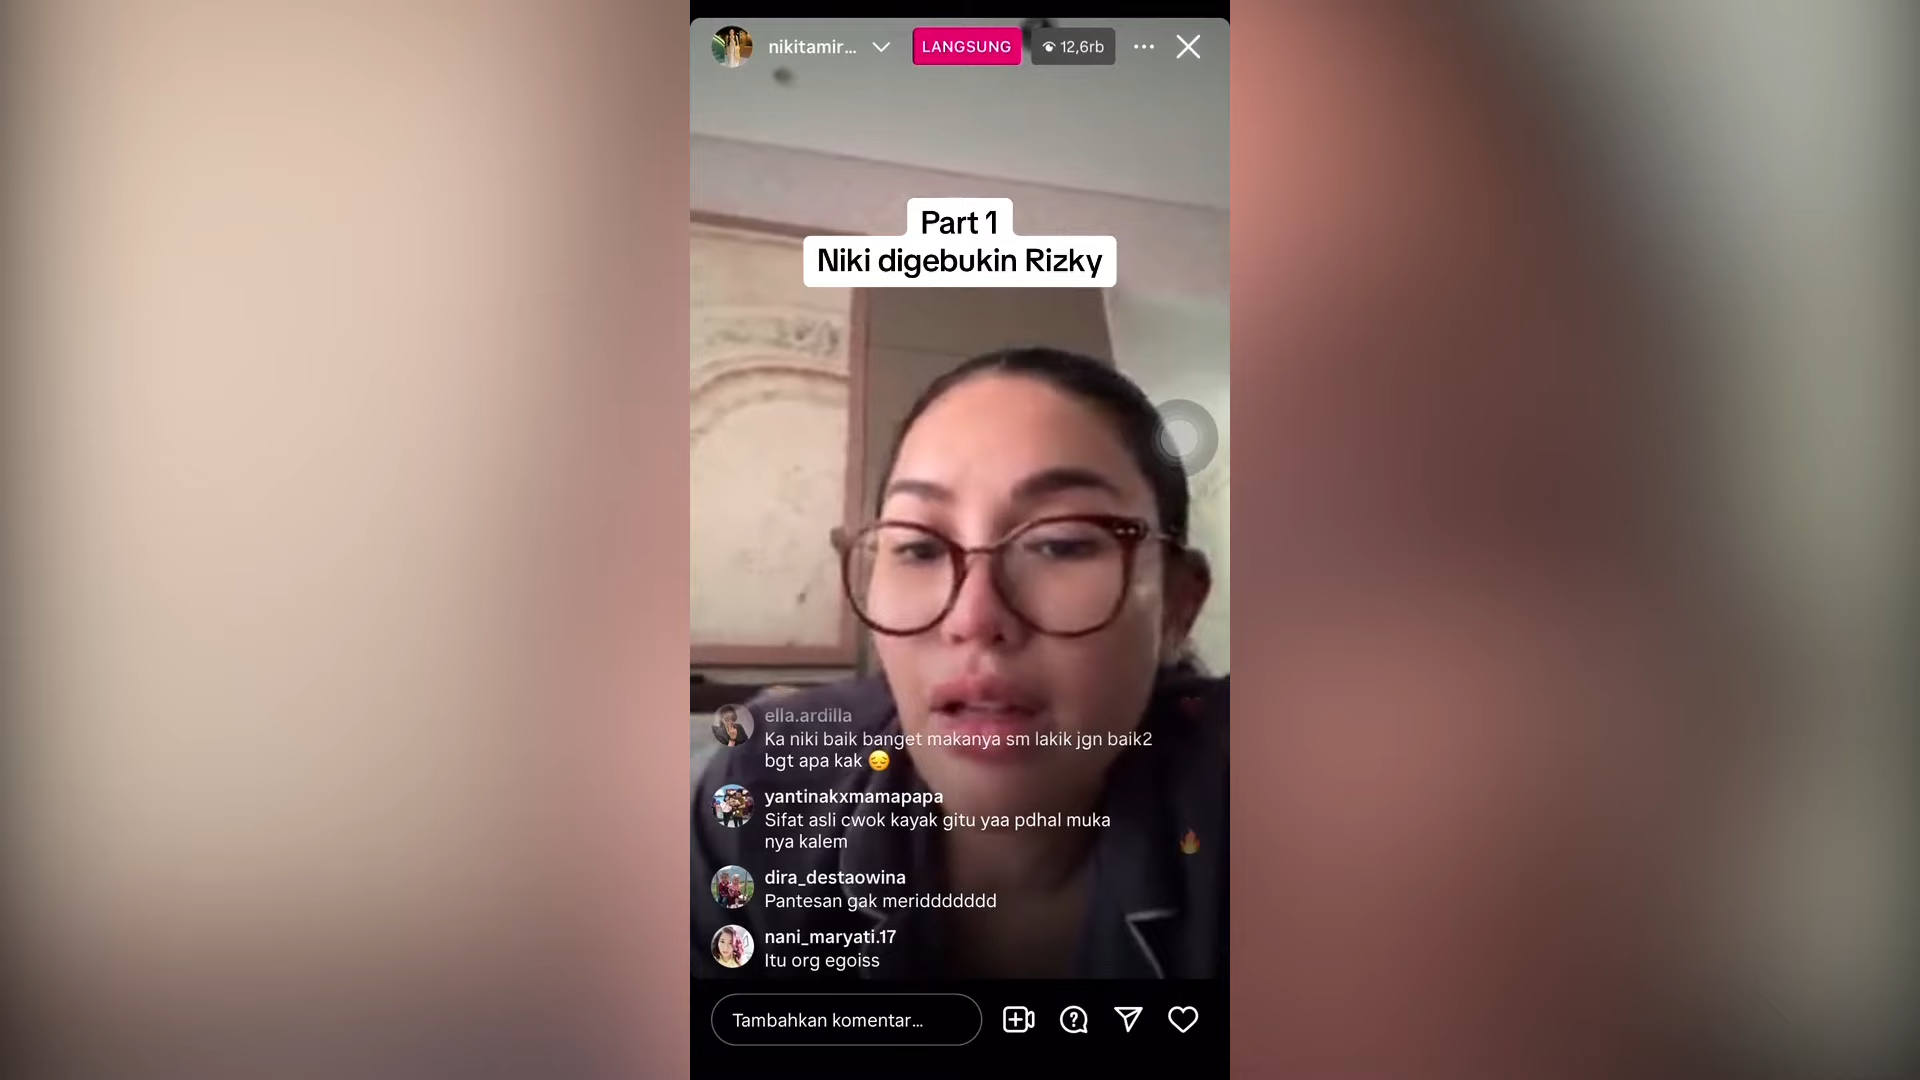 nikitamir...
LANGSUNG
12,6rb
Part 1
Niki digebukin Rizky
ella.ardilla
Ka niki baik banget makanya sm lakik jgn baik2
bgt apa kak 😔
yantinakxmamapapa
Sifat asli cwok kayak gitu yaa pdhal muka
nya kalem
dira_destaowina
Pantesan gak meriddddddd
nani_maryati.17
Itu org egoiss
Tambahkan komentar...